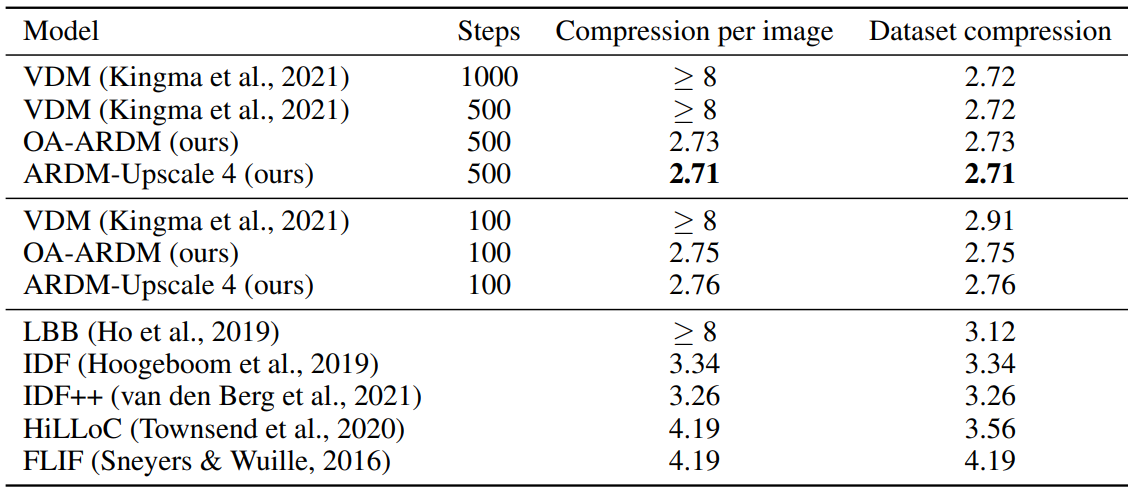 Model Steps Compression per image Dataset compression
VDM (Kingma et al., 2021) 1000 ≥ 8 2.72
VDM (Kingma et al., 2021) 500 ≥ 8 2.72
OA-ARDM (ours) 500 2.73 2.73
ARDM-Upscale 4 (ours) 500 2.71 2.71
VDM (Kingma et al., 2021) 100 ≥ 8 2.91
OA-ARDM (ours) 100 2.75 2.75
ARDM-Upscale 4 (ours) 100 2.76 2.76
LBB (Ho et al., 2019) ≥ 8 3.12
IDF (Hoogeboom et al., 2019) 3.34 3.34
IDF++ (van den Berg et al., 2021) 3.26 3.26
HiLLoC (Townsend et al., 2020) 4.19 3.56
FLIF (Sneyers & Wuille, 2016) 4.19 4.19